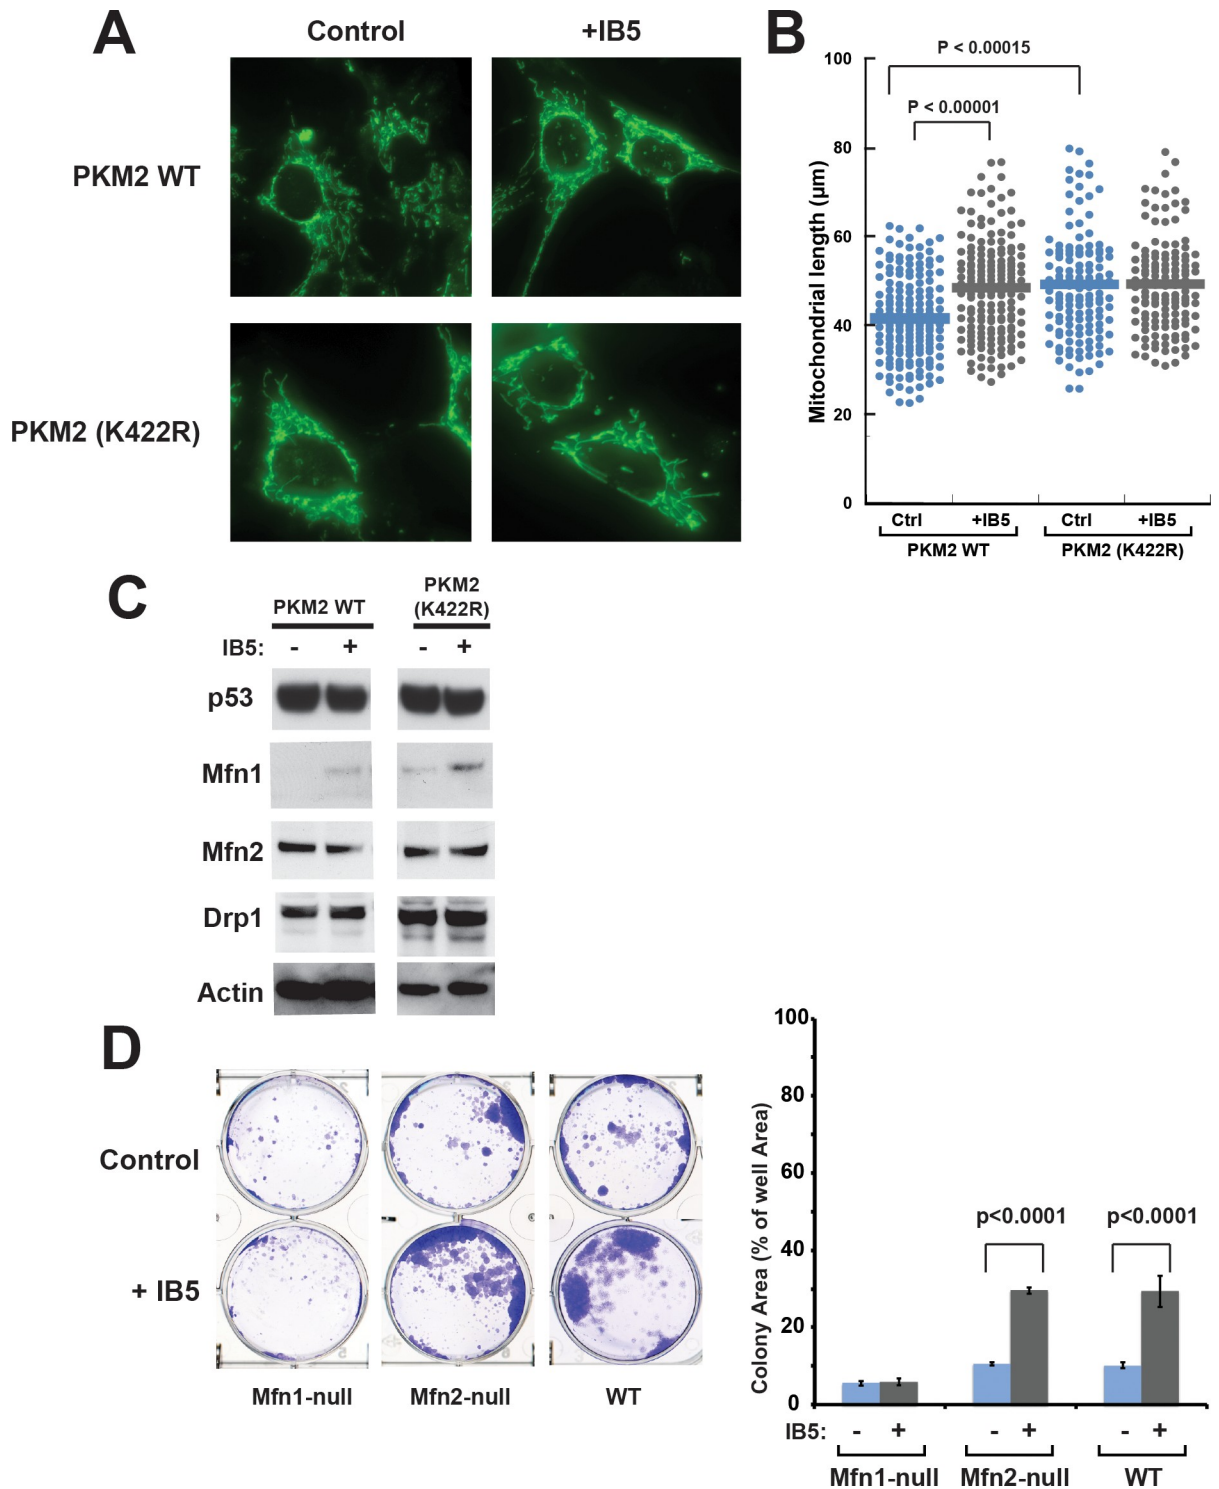 A
Control
+IB5
PKM2 WT
PKM2 (K422R)
B
P < 0.00015
P < 0.00001
Mitochondrial length (µm)
100
80
60
40
20
0
Ctrl
+IB5
Ctrl
+IB5
PKM2 WT
PKM2 (K422R)
C
PKM2 WT
PKM2
(K422R)
IB5:
-
+
-
+
p53
Mfn1
Mfn2
Drp1
Actin
D
Control
+ IB5
Mfn1-null
Mfn2-null
WT
Colony Area (% of well Area)
100
80
60
40
20
0
p<0.0001
p<0.0001
IB5:
-
+
-
+
-
+
Mfn1-null
Mfn2-null
WT